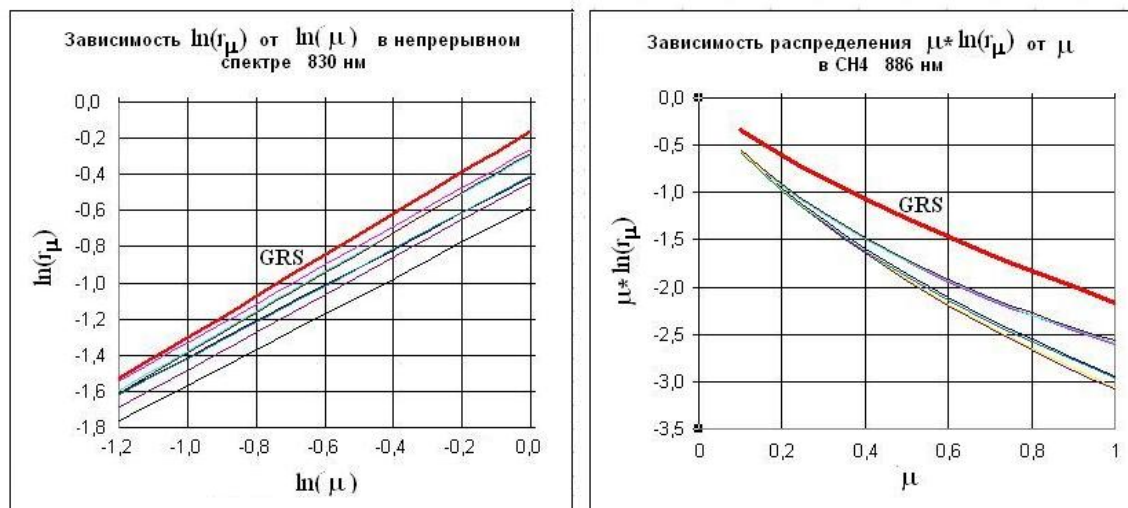 Зависимость ln(rμ) от ln(μ) в непрерывном
спектре 830 нм
0,0
-0,2
-0,4
-0,6
-0,8
-1,0
-1,2
-1,4
-1,6
-1,8
ln(rμ)
GRS
-1,2 -1,0 -0,8 -0,6 -0,4 -0,2 0,0
ln(μ)
Зависимость распределения μ*ln(rμ) от μ
в СН4 886 нм
0,0
-0,5
-1,0
-1,5
-2,0
-2,5
-3,0
-3,5
μ*ln(rμ)
GRS
0 0,2 0,4 0,6 0,8 1
μ